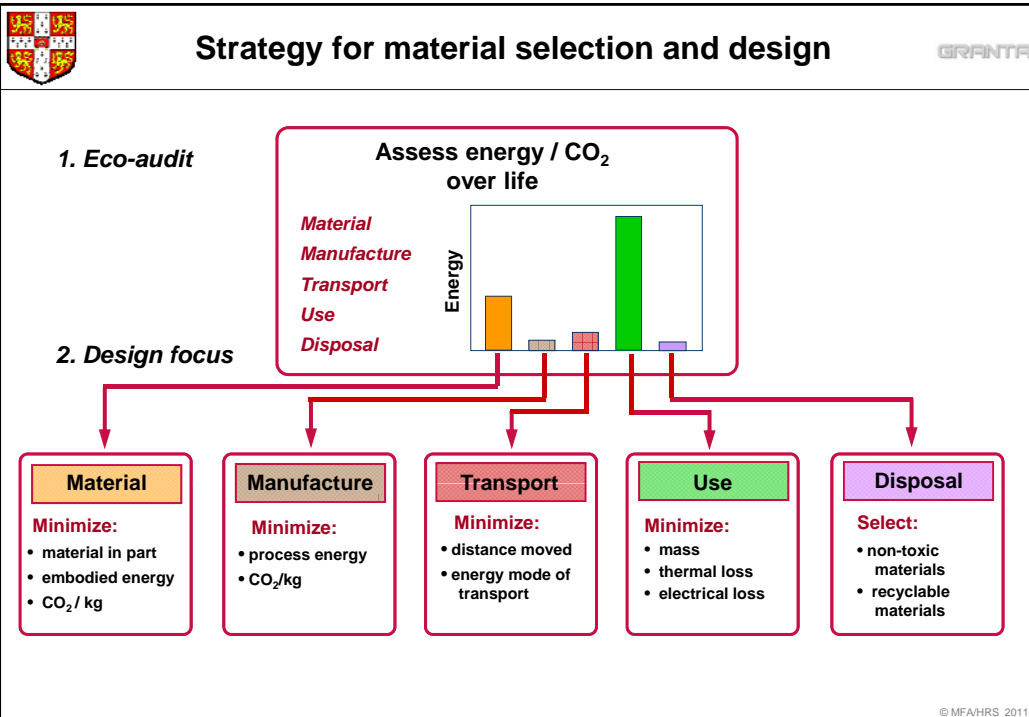 Strategy for material selection and design
GRANTA
1. Eco-audit
Assess energy / CO2
over life
Material
Manufacture
Transport
Use
Disposal
Energy
2. Design focus
Material
Minimize:
• material in part
• embodied energy
• CO2 / kg
Manufacture
Minimize:
• process energy
• CO2/kg
Transport
Minimize:
• distance moved
• energy mode of
transport
Use
Minimize:
• mass
• thermal loss
• electrical loss
Disposal
Select:
• non-toxic
materials
• recyclable
materials
© MFA/HRS 2011